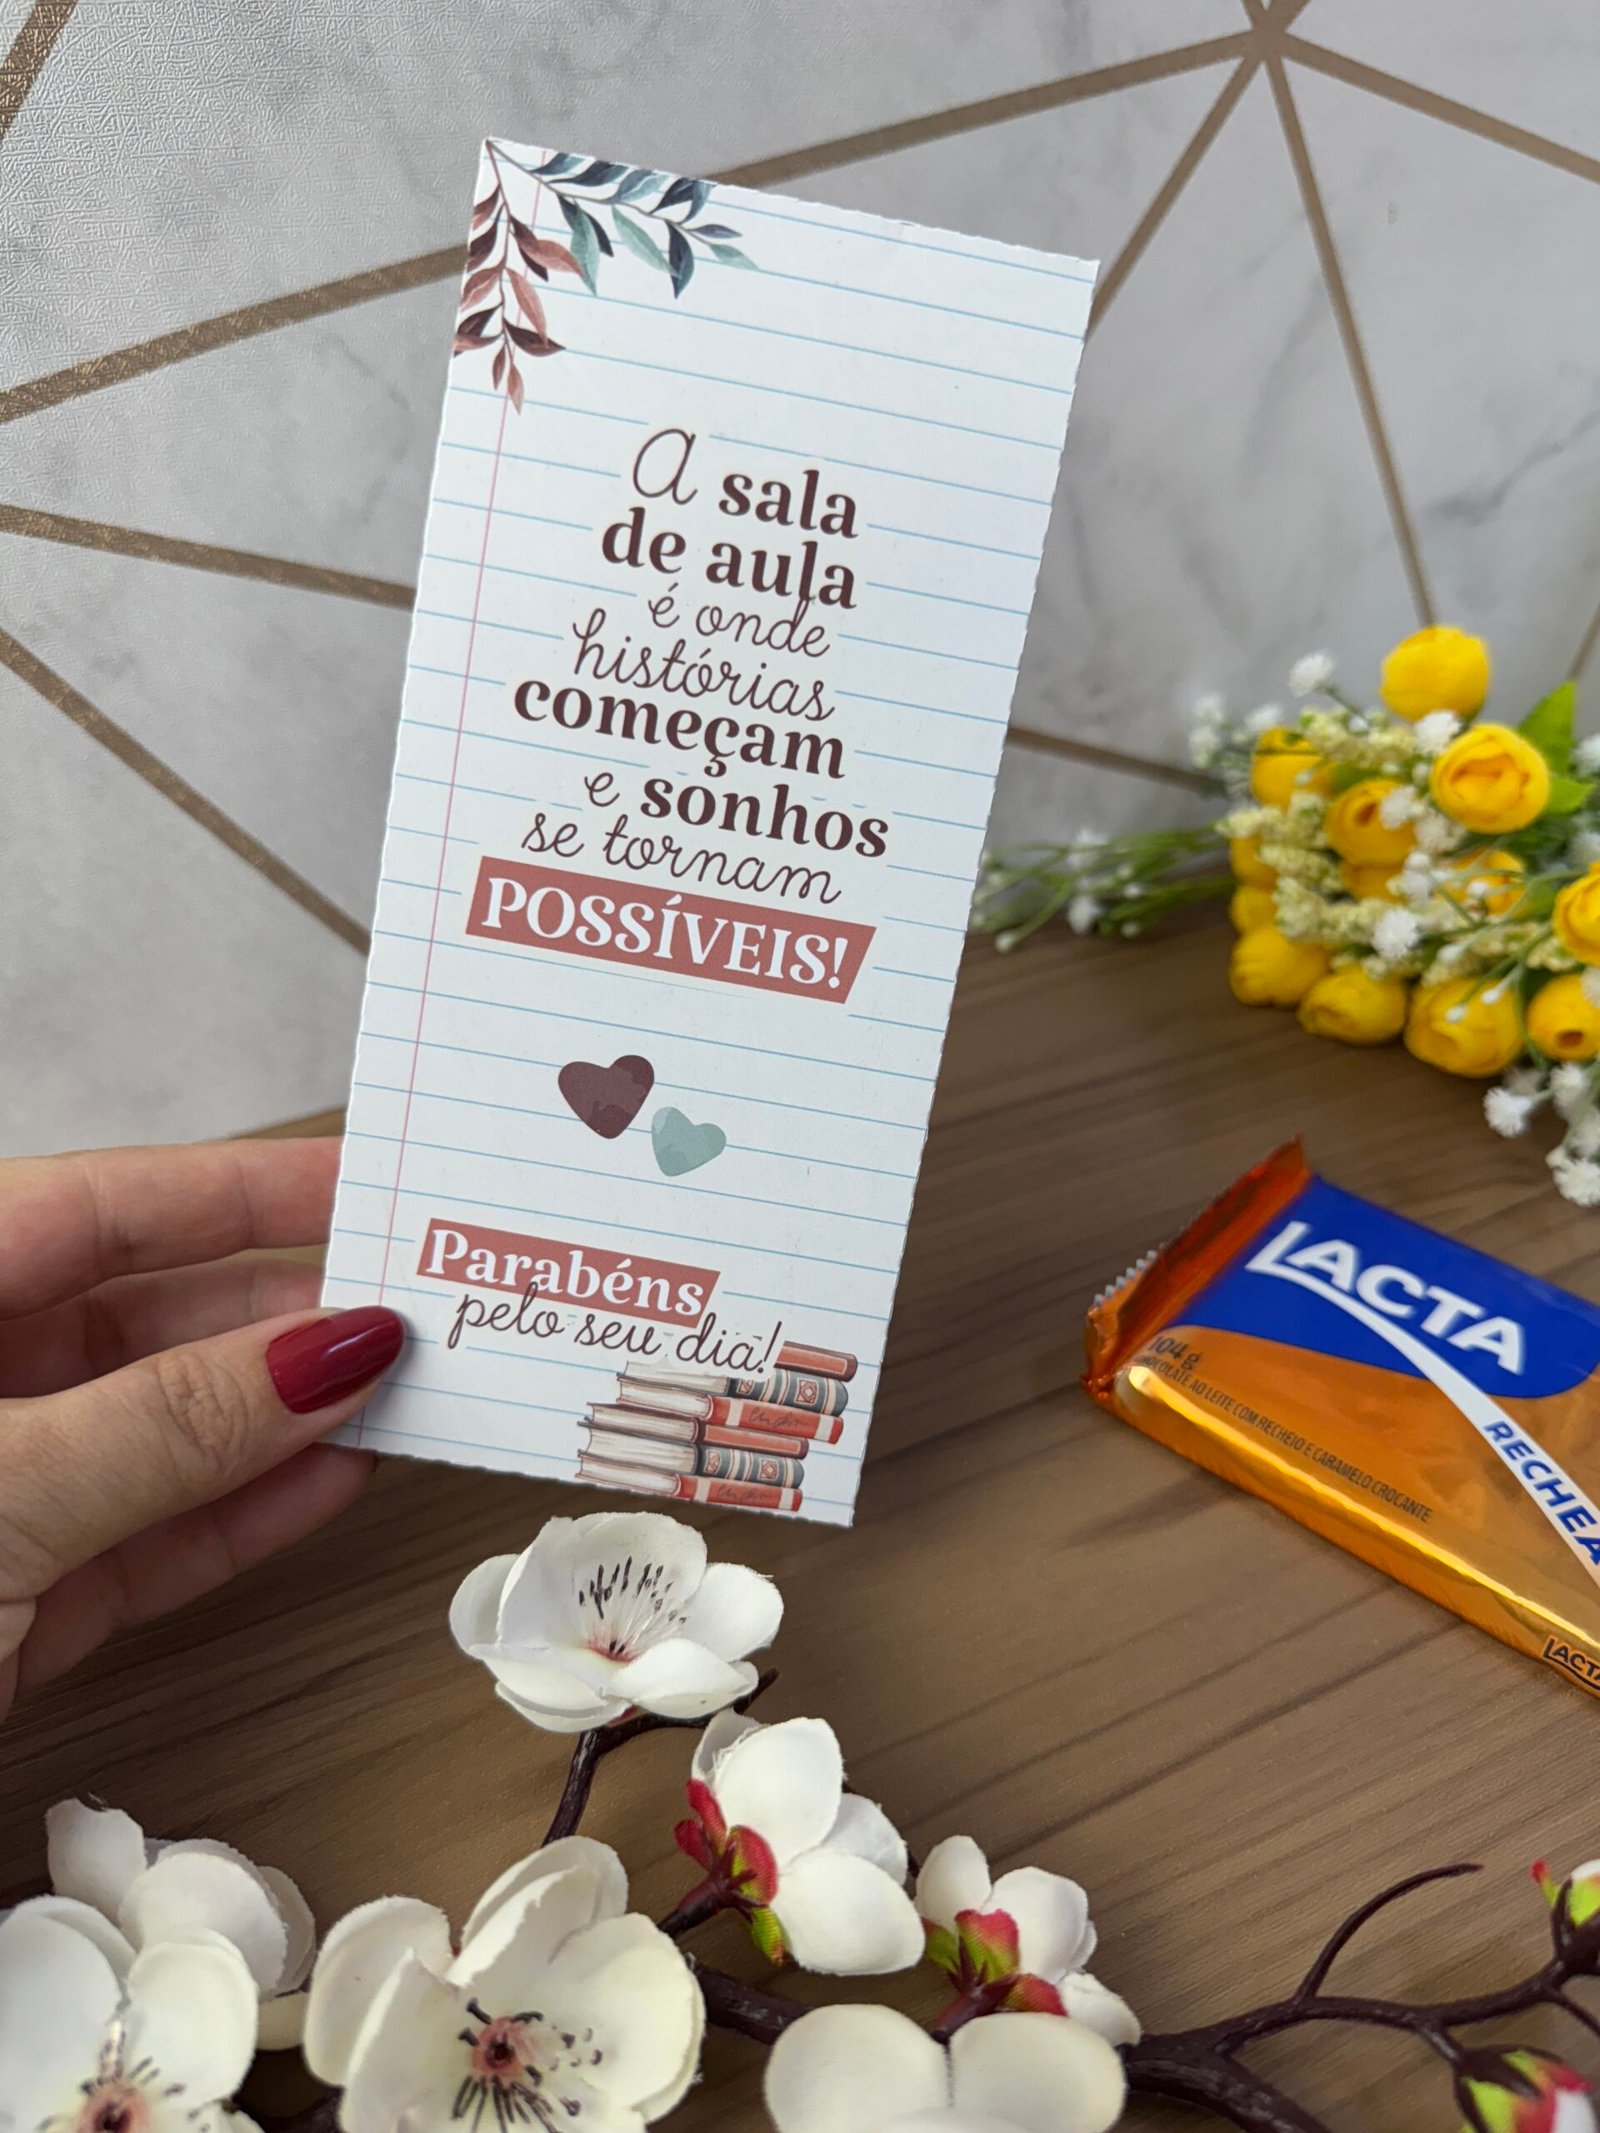 A sala
de aula
é onde
histórias
começam
e sonhos
se tornam
POSSÍVEIS!
Parabéns
pelo seu dia!
LACTA
104g
CHOCOLATE AO LEITE COM RECHEIO E CARAMELO CROCANTE
RECHEA
LACTA